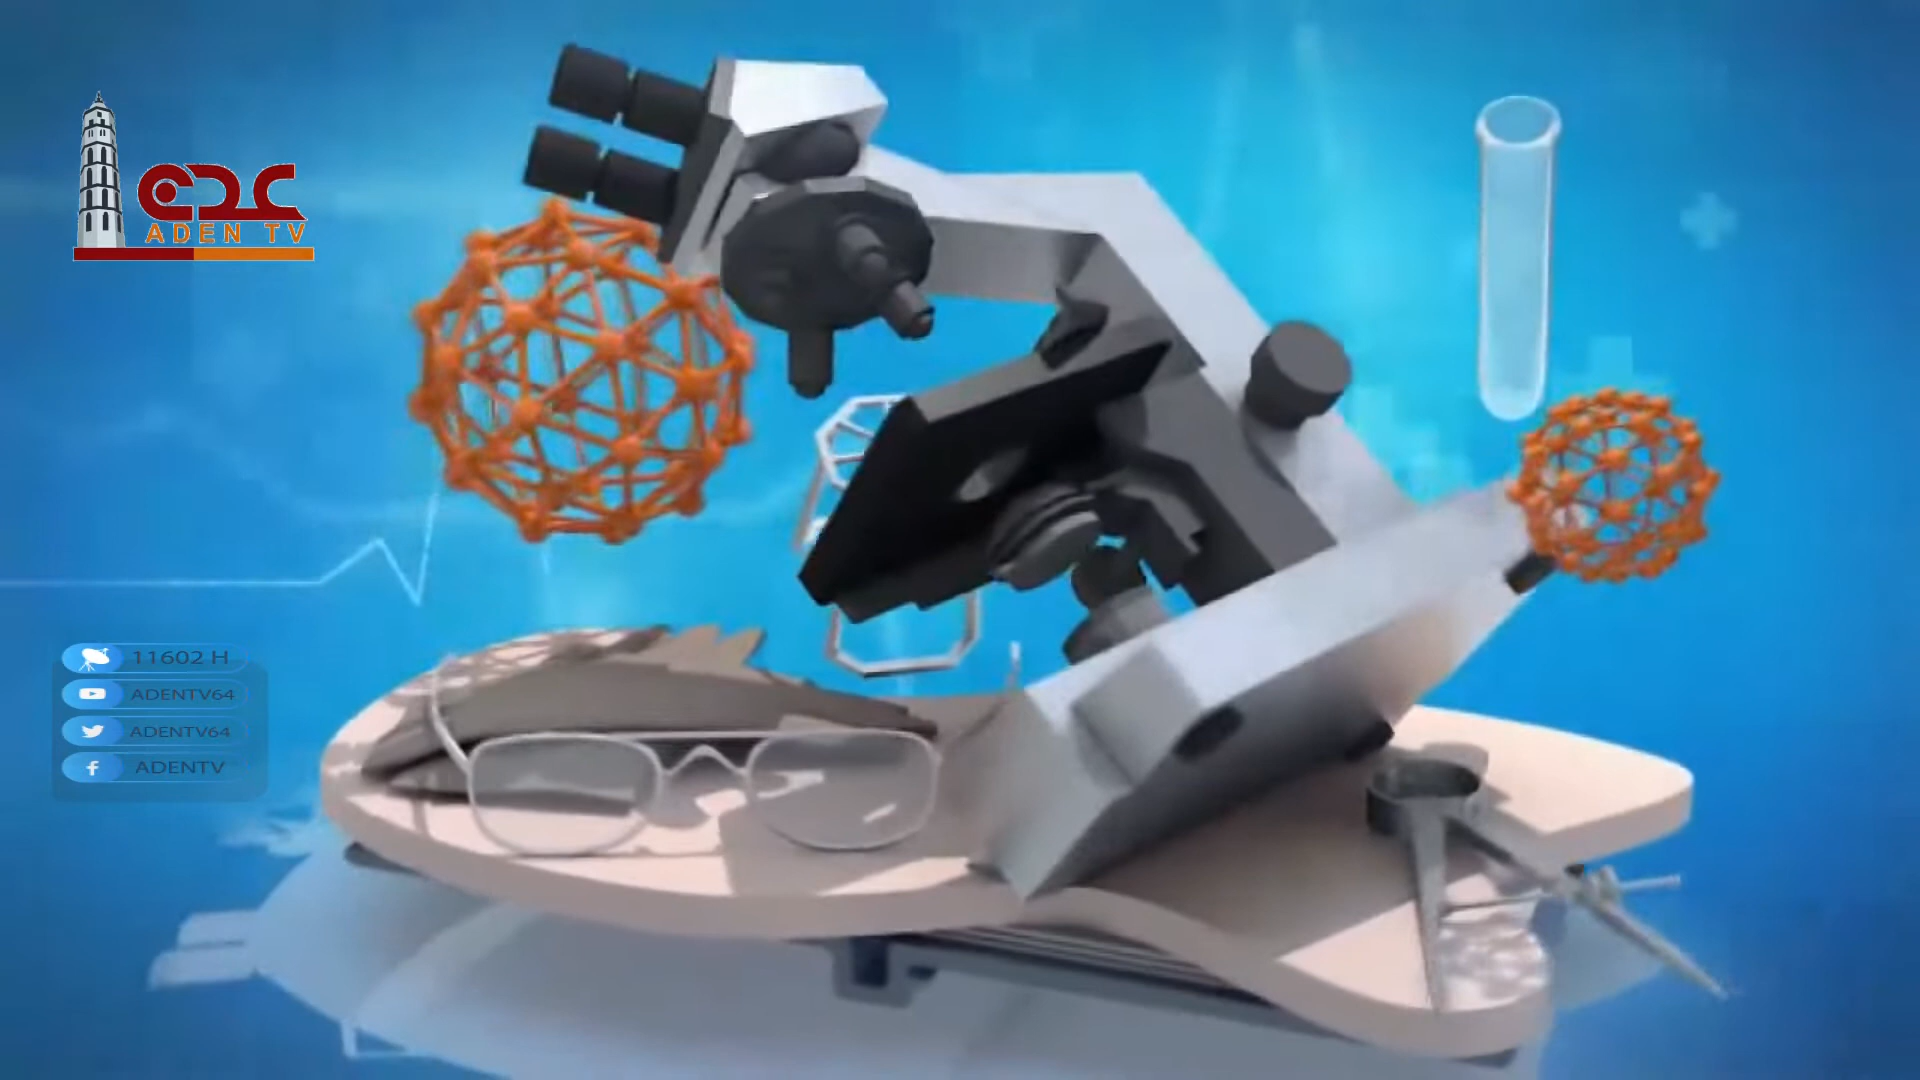 عدن
ADEN TV
11602 H
ADENTV64
ADENTV64
ADENTV